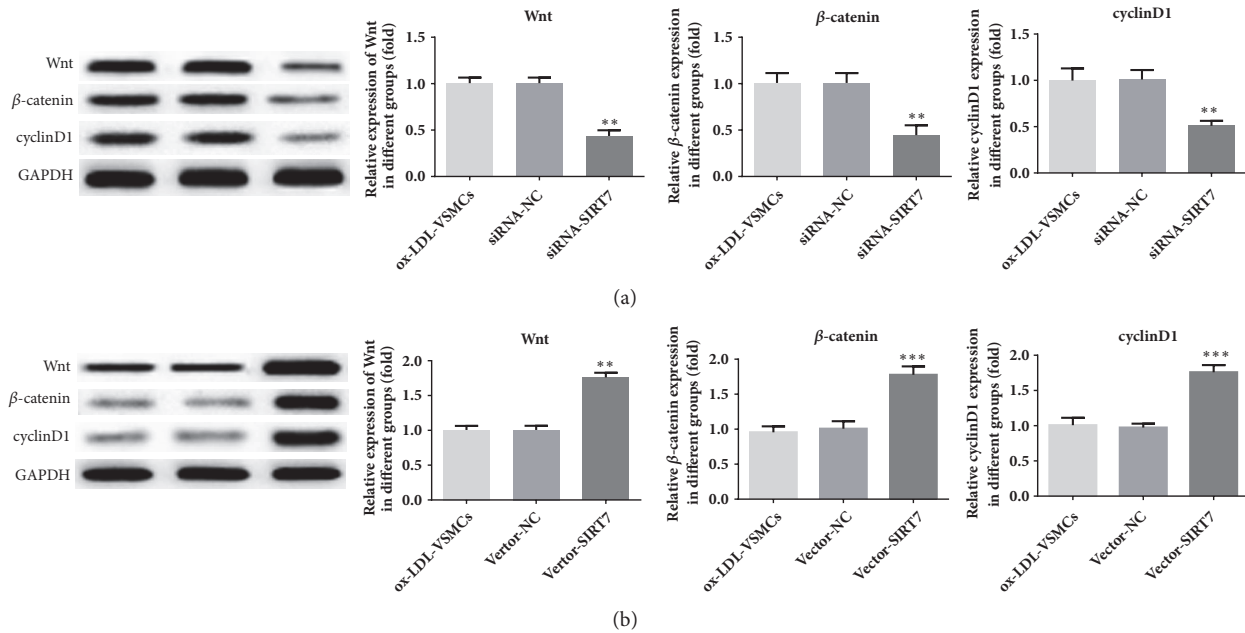 Wnt
β-catenin
cyclinD1
GAPDH
Wnt
Relative expression of Wnt
in different groups (fold)
1.5
1.0
0.5
0.0
**
ox-LDL-VSMCs
siRNA-NC
siRNA-SIRT7
β-catenin
Relative β-catenin expression
in different groups (fold)
1.5
1.0
0.5
0.0
**
ox-LDL-VSMCs
siRNA-NC
siRNA-SIRT7
cyclinD1
Relative cyclinD1 expression
in different groups (fold)
1.5
1.0
0.5
0.0
**
ox-LDL-VSMCs
siRNA-NC
siRNA-SIRT7
(a)
Wnt
β-catenin
cyclinD1
GAPDH
Wnt
Relative expression of Wnt
in different groups (fold)
2.0
1.5
1.0
1.5
2.0
**
ox-LDL-VSMCs
Vertor-NC
Vertor-SIRT7
β-catenin
Relative β-catenin expression
in different groups (fold)
2.0
1.5
1.0
0.5
0.0
***
ox-LDL-VSMCs
Vector-NC
Vector-SIRT7
cyclinD1
Relative cyclinD1 expression
in different groups (fold)
2.0
1.5
1.0
0.5
0.0
***
ox-LDL-VSMCs
Vector-NC
Vector-SIRT7
(b)